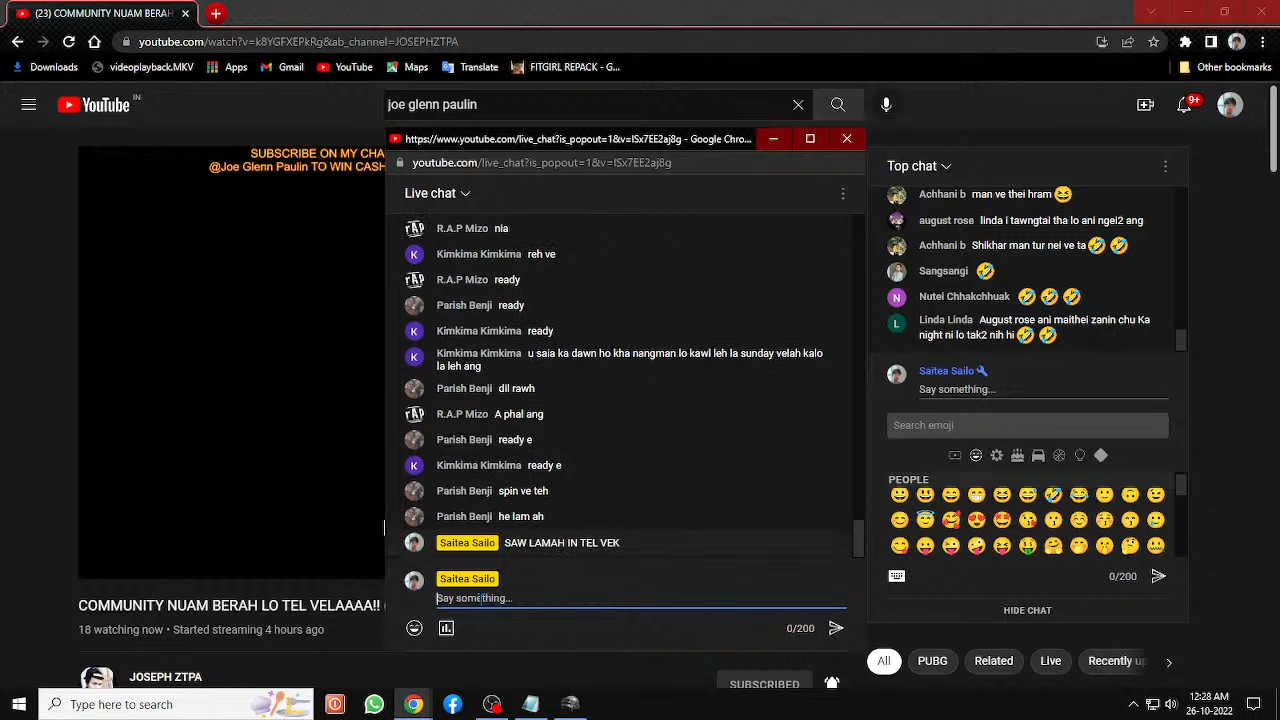 (23) COMMUNITY NUAM BERAH
youtube.com/watch?v=k8YGFXEPkRg&ab_channel=JOSEPHZTPA
Downloads
videoplayback.MKV
Apps
Gmail
YouTube
Maps
Translate
FITGIRL REPACK - G...
Other bookmarks
YouTube IN
joe glenn paulin
9+
SUBSCRIBE ON MY CHA
@Joe Glenn Paulin TO WIN CASH
https://www.youtube.com/live_chat?is_popout=1&v=ISx7EE2aj8g - Google Chro...
youtube.com/live_chat?is_popout=1&v=ISx7EE2aj8g
Live chat
R.A.P Mizo nla
Kimkima Kimkima reh ve
R.A.P Mizo ready
Parish Benji ready
Kimkima Kimkima ready
Kimkima Kimkima u saia ka dawn ho kha nangman lo kawl leh la sunday velah kalo
la leh ang
Parish Benji dil rawh
R.A.P Mizo A phal ang
Parish Benji ready e
Kimkima Kimkima ready e
Parish Benji spin ve teh
Parish Benji he lam ah
Saitea Sailo SAW LAMAH IN TEL VEK
Saitea Sailo
Say something...
0/200
Top chat
Achhani b man ve thei hram 😆
august rose linda i tawngtai tha lo ani ngei2 ang
Achhani b Shikhar man tur nei ve ta 🤣 🤣
Sangsangi 🤣
Nutei Chhakchhuak 🤣 🤣 🤣
Linda Linda August rose ani maithei zanin chu Ka
night ni lo tak2 nih hi 🤣 🤣
Saitea Sailo
Say something...
Search emoji
PEOPLE
0/200
HIDE CHAT
COMMUNITY NUAM BERAH LO TEL VELAAAA!! (
18 watching now • Started streaming 4 hours ago
JOSEPH ZTPA
SUBSCRIBED
All
PUBG
Related
Live
Recently up
Type here to search
12:28 AM
26-10-2022